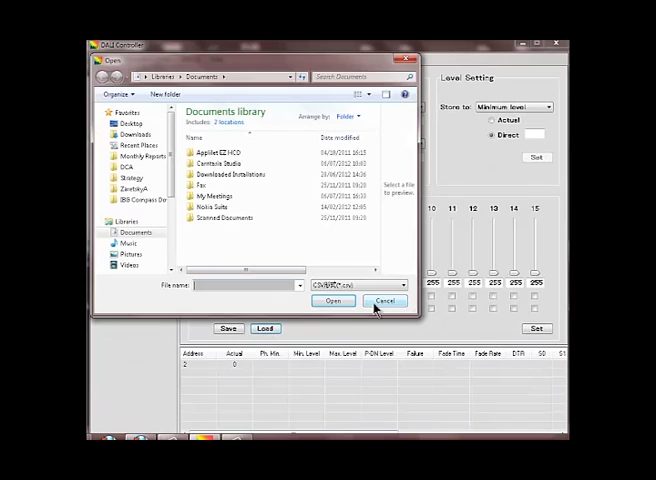 DALI Controller
Open
Libraries Documents
Search Documents
Organize New folder
Favorites
Desktop
Downloads
Recent Places
Monthly Reports
DCA
Strategy
ZaretskyA
IBG Compass Do
Libraries
Documents
Music
Pictures
Videos
Documents library
Includes: 2 locations
Arrange by: Folder
Name Date modified
Applilet EZ HCD
Camtasia Studio
Downloaded Installations
Fax
My Meetings
Nokia Suite
Scanned Documents
Select a file to preview.
File name:
Open Cancel
Level Setting
Store to: Minimum level
Actual
Direct
Set
10 11 12 13 14 15
255 255 255 255 255 255
Save Load Set
Address Actual Ph. Min. Min. Level Max. Level P-ON Level Failure Fade Time Fade Rate DTR S0 S1
2 0